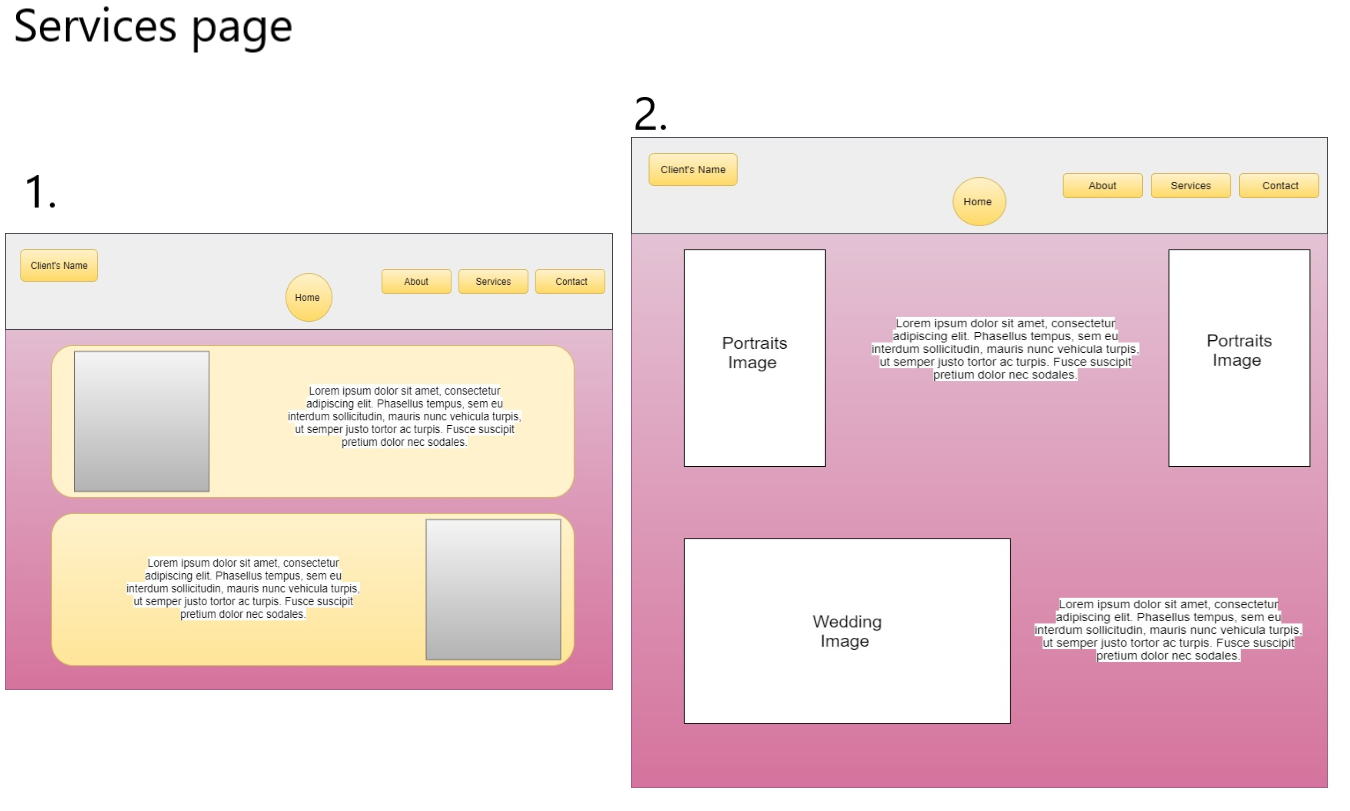 Services page
1.
Client's Name
Home
About
Services
Contact
Lorem ipsum dolor sit amet, consectetur
adipiscing elit. Phasellus tempus, sem eu
interdum sollicitudin, mauris nunc vehicula turpis,
ut semper justo tortor ac turpis. Fusce suscipit
pretium dolor nec sodales.
Lorem ipsum dolor sit amet, consectetur
adipiscing elit. Phasellus tempus, sem eu
interdum sollicitudin, mauris nunc vehicula turpis,
ut semper justo tortor ac turpis. Fusce suscipit
pretium dolor nec sodales.
2.
Client's Name
Home
About
Services
Contact
Portraits
Image
Lorem ipsum dolor sit amet, consectetur
adipiscing elit. Phasellus tempus, sem eu
interdum sollicitudin, mauris nunc vehicula turpis.
ut semper justo tortor ac turpis. Fusce suscipit
pretium dolor nec sodales.
Portraits
Image
Wedding
Image
Lorem ipsum dolor sit amet, consectetur
adipiscing elit. Phasellus tempus, sem eu
interdum sollicitudin, mauris nunc vehicula turpis.
ut semper justo tortor ac turpis. Fusce suscipit
pretium dolor nec sodales.